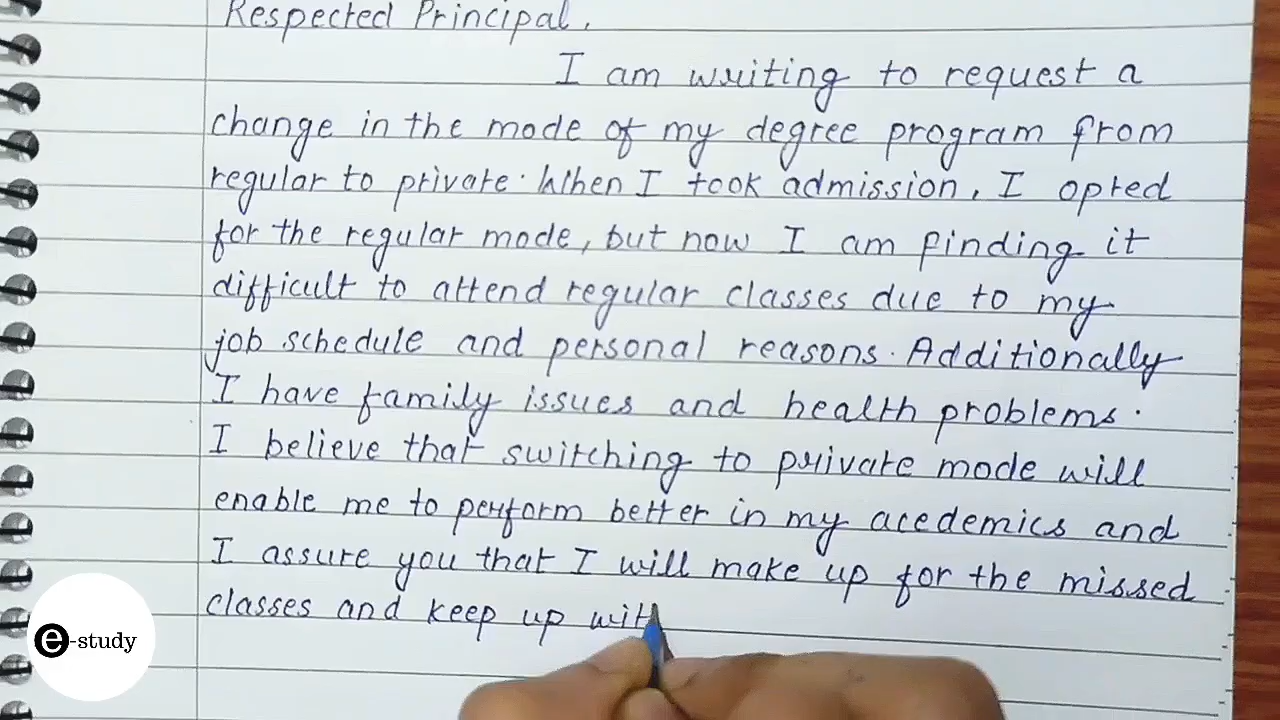 Respected Principal,
I am writing to request a
change in the mode of my degree program from
regular to private. When I took admission, I opted
for the regular mode, but now I am finding it
difficult to attend regular classes due to my
job schedule and personal reasons. Additionally
I have family issues and health problems.
I believe that switching to private mode will
enable me to perform better in my acedemics and
I assure you that I will make up for the missed
classes and keep up wit
e-study